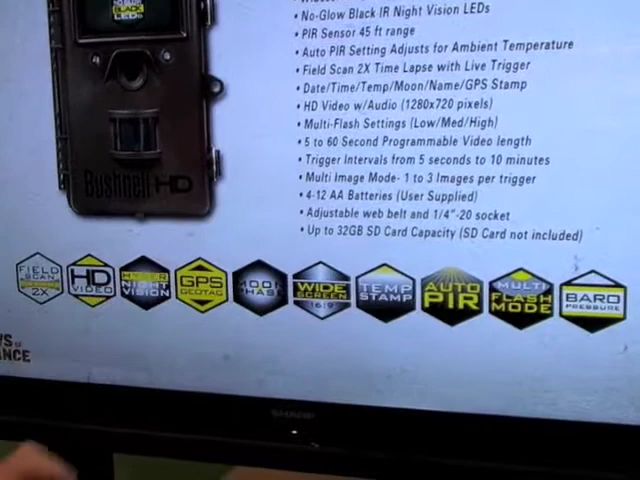 BLACK
LEDs
• No-Glow Black IR Night Vision LEDs
• PIR Sensor 45 ft range
• Auto PIR Setting Adjusts for Ambient Temperature
• Field Scan 2X Time Lapse with Live Trigger
• Date/Time/Temp/Moon/Name/GPS Stamp
• HD Video w/Audio (1280x720 pixels)
• Multi-Flash Settings (Low/Med/High)
• 5 to 60 Second Programmable Video length
• Trigger Intervals from 5 seconds to 10 minutes
• Multi Image Mode- 1 to 3 Images per trigger
• 4-12 AA Batteries (User Supplied)
• Adjustable web belt and 1/4"-20 socket
• Up to 32GB SD Card Capacity (SD Card not included)
Bushnell HD
FIELD
SCAN
2X
HD
VIDEO
HYPER
NIGHT
VISION
GPS
GEOTAG
MOON
PHASE
WIDE
SCREEN
16:9
TEMP
STAMP
AUTO
PIR
MULTI
FLASH
MODE
BARO
PRESSURE
SHARP